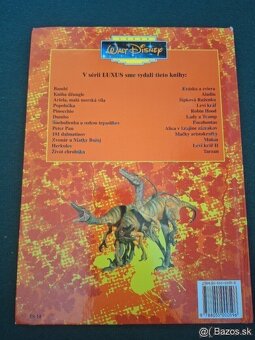 WALT DISNEY
V sérii LUXUS sme vydali tieto knihy:
Bambi
Kniha džunglí
Ariela, malá morská víla
Popoluška
Pinocchio
Dumbo
Snehulienka a sedem trpaslíkov
Peter Pan
101 dalmatíncov
Zvonár u Matky Božej
Herkules
Život chrobáka
Kráska a zviera
Aladin
Šípková Ruženka
Leví kráľ
Robin Hood
Lady a Tramp
Pocahontas
Alica v krajine zázrakov
Mačky aristokratky
Mulan
Leví kráľ II
Tarzan
bazos.sk